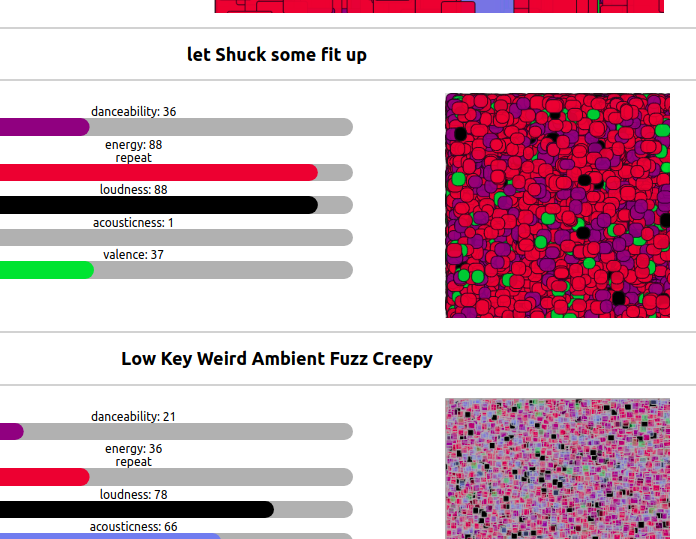 let Shuck some fit up
danceability: 36
energy: 88
repeat
loudness: 88
acousticness: 1
valence: 37
Low Key Weird Ambient Fuzz Creepy
danceability: 21
energy: 36
repeat
loudness: 78
acousticness: 66